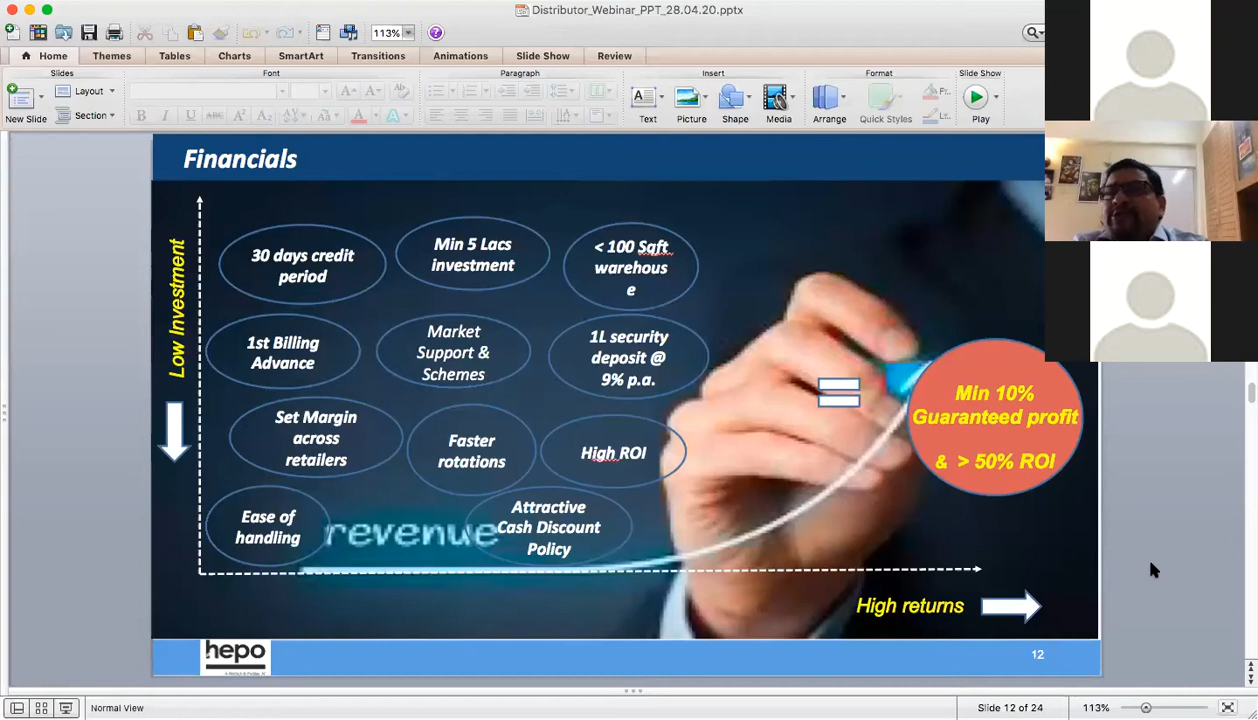 Distributor_Webinar_PPT_28.04.20.pptx
113%
Home
Themes
Tables
Charts
SmartArt
Transitions
Animations
Slide Show
Review
Slides
Font
Paragraph
Insert
Format
Slide Show
Layout
Section
New Slide
B
I
U
Text
Picture
Shape
Media
Arrange
Quick Styles
Play
Financials
Low Investment
30 days credit
period
Min 5 Lacs
investment
< 100 Sqft
warehous
e
1st Billing
Advance
Market
Support &
Schemes
1L security
deposit @
9% p.a.
Set Margin
across
retailers
Faster
rotations
High ROI
Ease of
handling
revenue
Attractive
Cash Discount
Policy
Min 10%
Guaranteed profit
& > 50% ROI
High returns
hepo
12
Normal View
Slide 12 of 24
113%